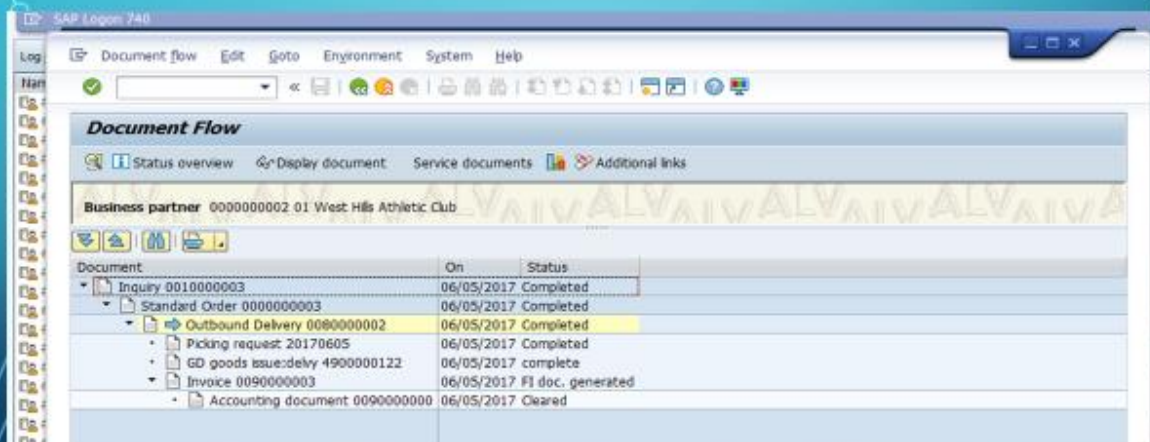 SAP Logon 740
Log
Nam
Document flow Edit Goto Environment System Help
Document Flow
Status overview Display document Service documents Additional links
Business partner 0000000002 01 West Hills Athletic Club
Document On Status
Inquiry 0010000003 06/05/2017 Completed
Standard Order 0000000003 06/05/2017 Completed
Outbound Delivery 0080000002 06/05/2017 Completed
Picking request 20170605 06/05/2017 Completed
GD goods issue:delvy 4900000122 06/05/2017 complete
Invoice 0090000003 06/05/2017 FI doc. generated
Accounting document 0090000000 06/05/2017 Cleared